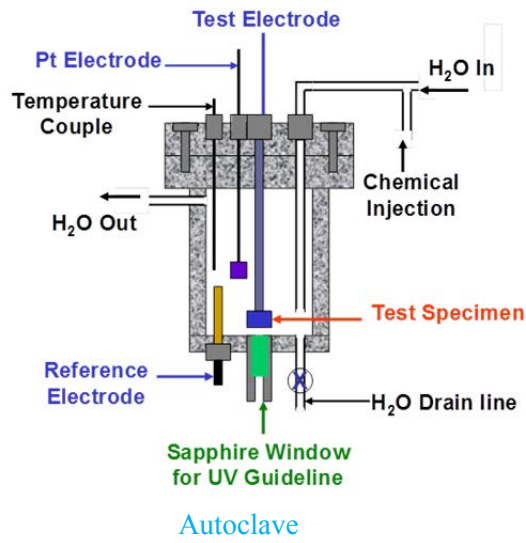 Test Electrode
Pt Electrode
H₂O In
Temperature
Couple
Chemical
Injection
H₂O Out
Test Specimen
Reference
Electrode
H₂O Drain line
Sapphire Window
for UV Guideline
Autoclave